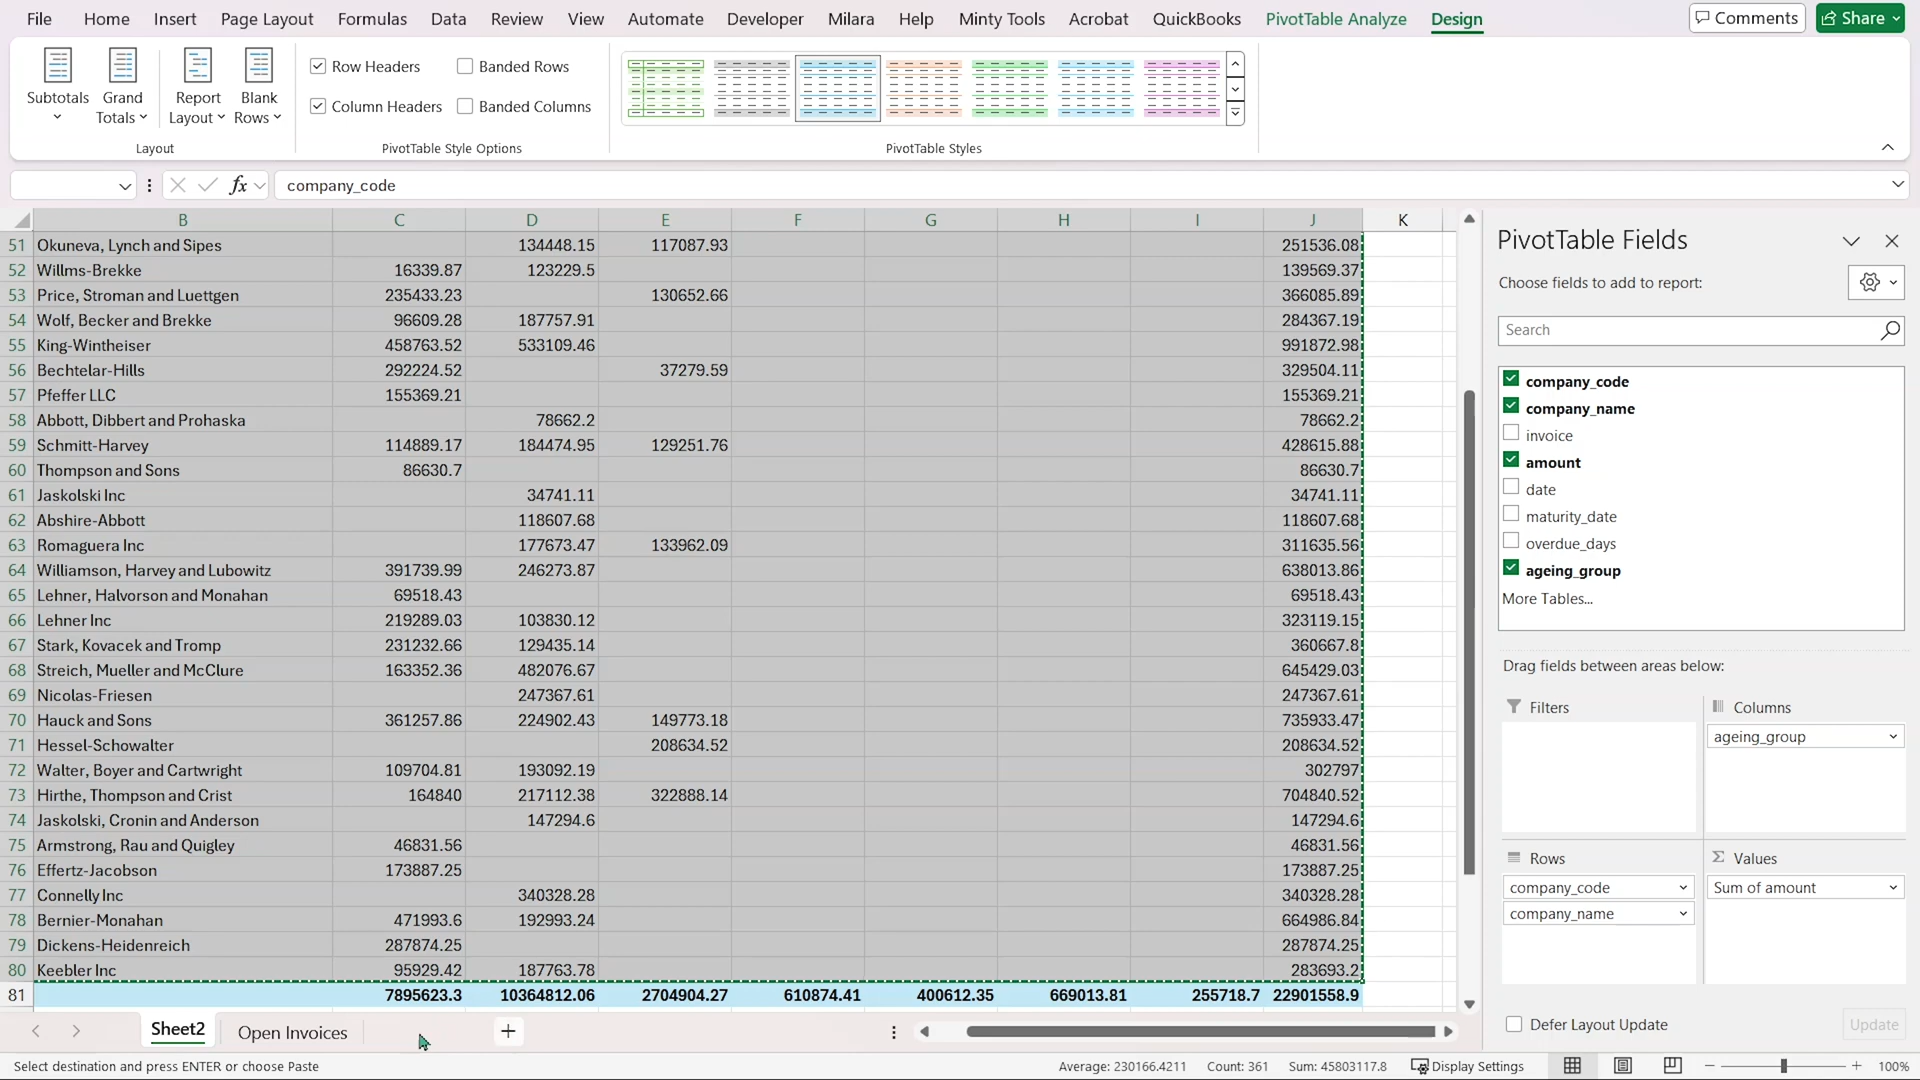 File Home Insert Page Layout Formulas Data Review View Automate Developer Milara Help Minty Tools Acrobat QuickBooks PivotTable Analyze Design Comments Share
Subtotals Grand Totals Report Layout Blank Rows
Row Headers Banded Rows
Column Headers Banded Columns
Layout PivotTable Style Options PivotTable Styles
fx company_code
B C D E F G H I J K
51 Okuneva, Lynch and Sipes 134448.15 117087.93 251536.08
52 Willms-Brekke 16339.87 123229.5 139569.37
53 Price, Stroman and Luettgen 235433.23 130652.66 366085.89
54 Wolf, Becker and Brekke 96609.28 187757.91 284367.19
55 King-Wintheiser 458763.52 533109.46 991872.98
56 Bechtelar-Hills 292224.52 37279.59 329504.11
57 Pfeffer LLC 155369.21 155369.21
58 Abbott, Dibbert and Prohaska 78662.2 78662.2
59 Schmitt-Harvey 114889.17 184474.95 129251.76 428615.88
60 Thompson and Sons 86630.7 86630.7
61 Jaskolski Inc 34741.11 34741.11
62 Abshire-Abbott 118607.68 118607.68
63 Romaguera Inc 177673.47 133962.09 311635.56
64 Williamson, Harvey and Lubowitz 391739.99 246273.87 638013.86
65 Lehner, Halvorson and Monahan 69518.43 69518.43
66 Lehner Inc 219289.03 103830.12 323119.15
67 Stark, Kovacek and Tromp 231232.66 129435.14 360667.8
68 Streich, Mueller and McClure 163352.36 482076.67 645429.03
69 Nicolas-Friesen 247367.61 247367.61
70 Hauck and Sons 361257.86 224902.43 149773.18 735933.47
71 Hessel-Schowalter 208634.52 208634.52
72 Walter, Boyer and Cartwright 109704.81 193092.19 302797
73 Hirthe, Thompson and Crist 164840 217112.38 322888.14 704840.52
74 Jaskolski, Cronin and Anderson 147294.6 147294.6
75 Armstrong, Rau and Quigley 46831.56 46831.56
76 Effertz-Jacobson 173887.25 173887.25
77 Connelly Inc 340328.28 340328.28
78 Bernier-Monahan 471993.6 192993.24 664986.84
79 Dickens-Heidenreich 287874.25 287874.25
80 Keebler Inc 95929.42 187763.78 283693.2
81 7895623.3 10364812.06 2704904.27 610874.41 400612.35 669013.81 255718.7 22901558.9
PivotTable Fields
Choose fields to add to report:
Search
company_code
company_name
invoice
amount
date
maturity_date
overdue_days
ageing_group
More Tables...
Drag fields between areas below:
Filters Columns
ageing_group
Rows Values
company_code Sum of amount
company_name
Defer Layout Update Update
Sheet2 Open Invoices
Select destination and press ENTER or choose Paste Average: 230166.4211 Count: 361 Sum: 45803117.8 Display Settings 100%